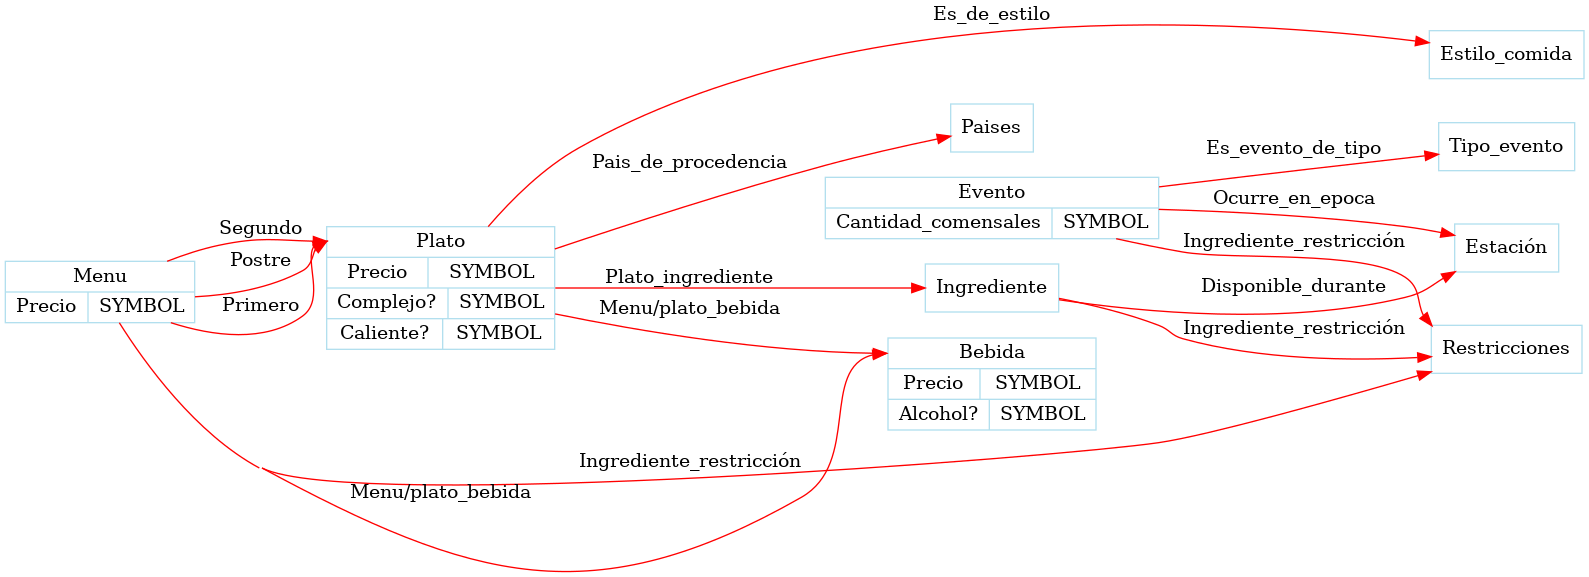 Es_de_estilo
Estilo_comida
Paises
Pais_de_procedencia
Es_evento_de_tipo
Tipo_evento
Evento
Cantidad_comensales SYMBOL
Ocurre_en_epoca
Ingrediente_restricción
Estación
Segundo
Postre
Primero
Menu
Precio SYMBOL
Plato
Precio SYMBOL
Complejo? SYMBOL
Caliente? SYMBOL
Plato_ingrediente
Ingrediente
Disponible_durante
Menu/plato_bebida
Ingrediente_restricción
Restricciones
Bebida
Precio SYMBOL
Alcohol? SYMBOL
Ingrediente_restricción
Menu/plato_bebida